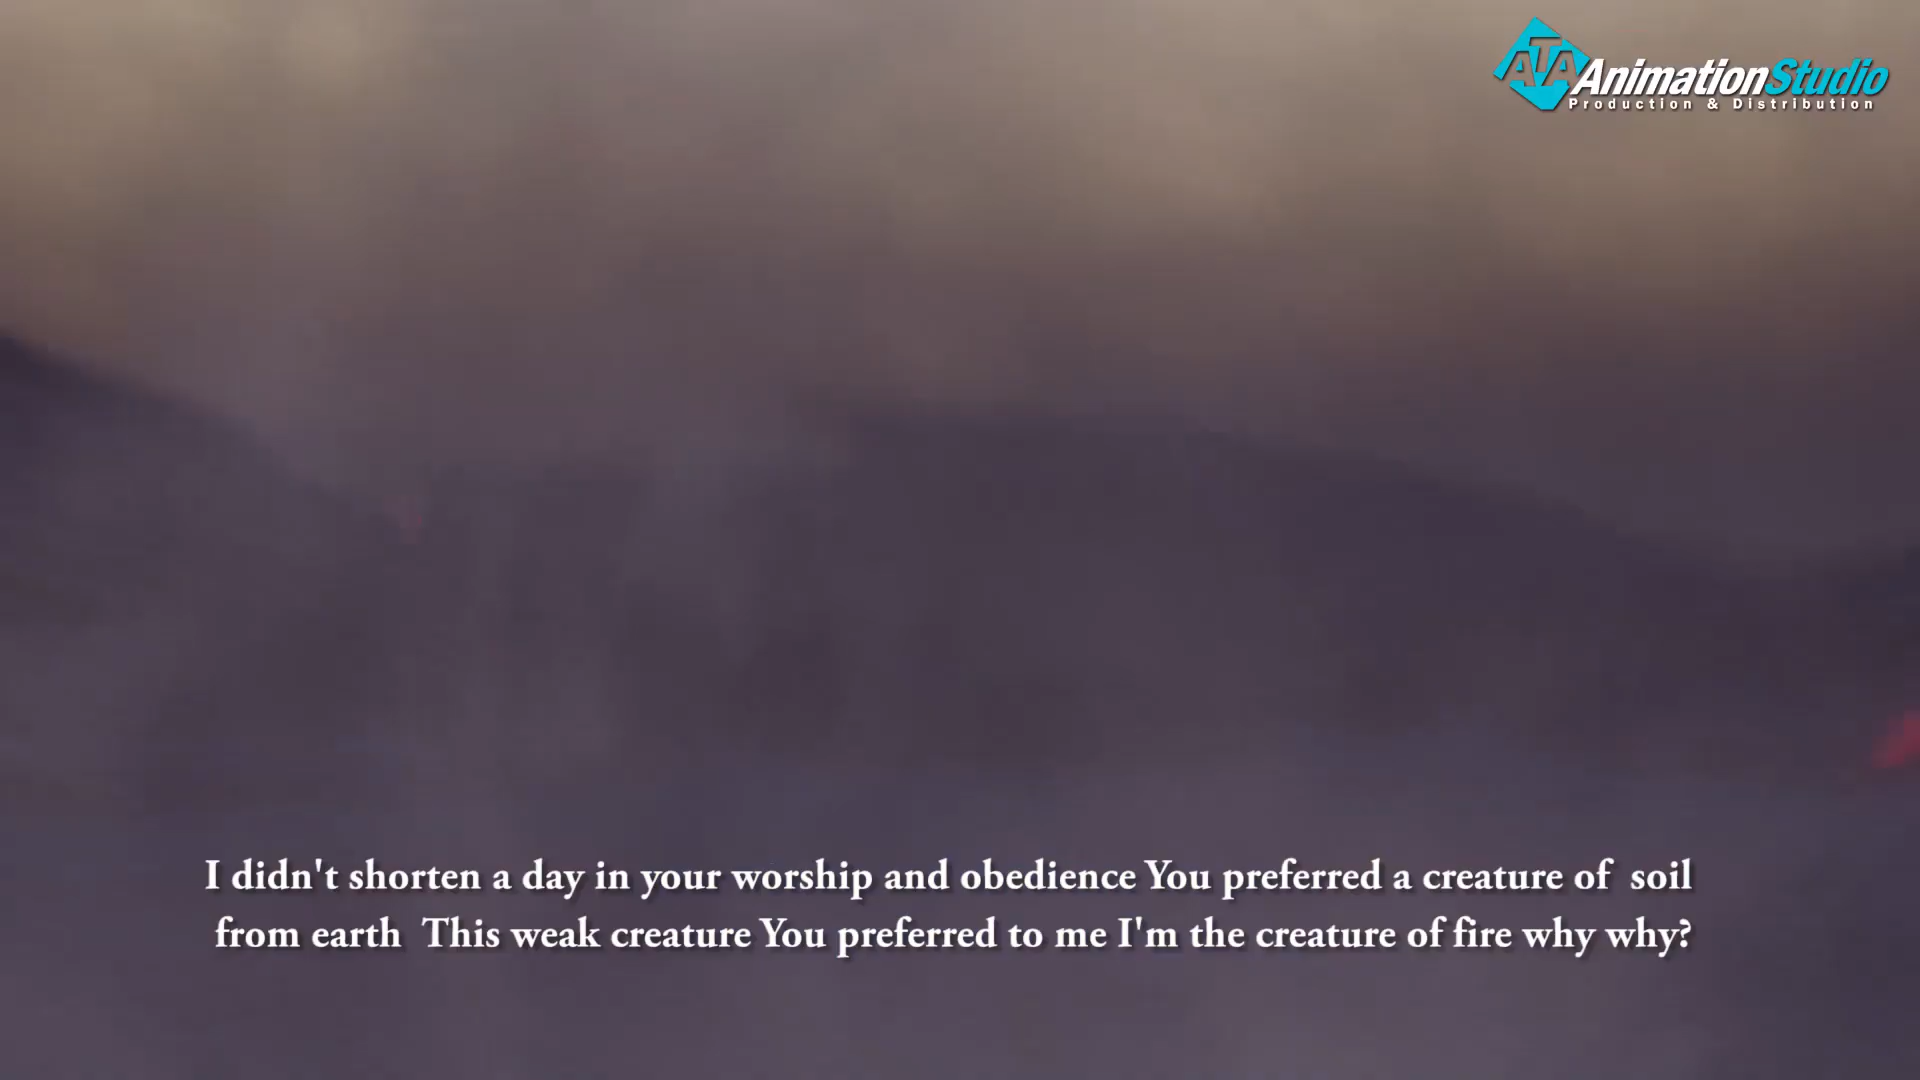 ATA AnimationStudio
Production & Distribution
I didn't shorten a day in your worship and obedience You preferred a creature of  soil
from earth  This weak creature You preferred to me I'm the creature of fire why why?